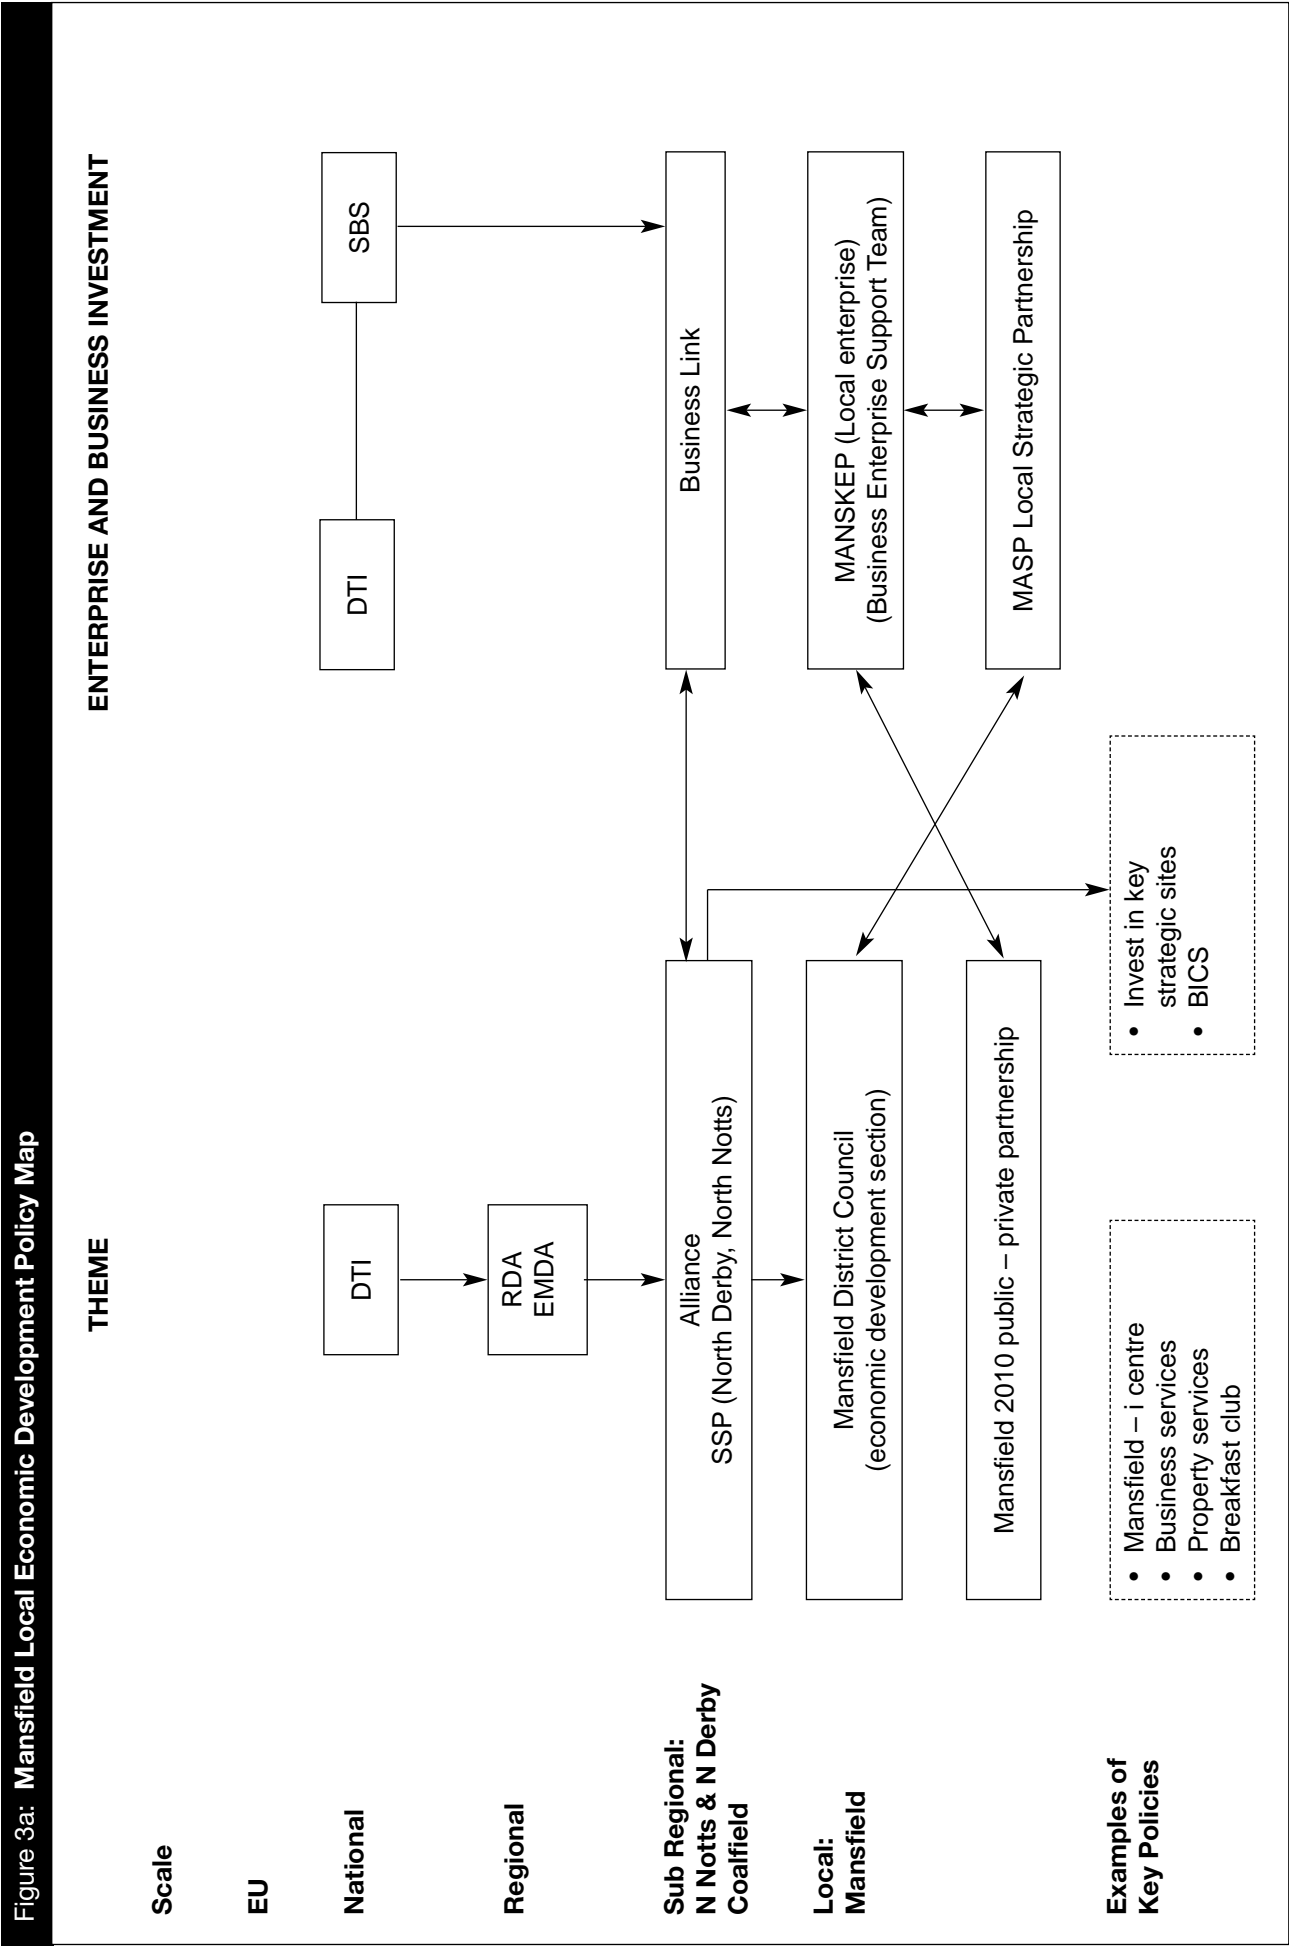 Figure 3a: Mansfield Local Economic Development Policy Map
THEME
ENTERPRISE AND BUSINESS INVESTMENT
Scale
EU
National
DTI
DTI
SBS
Regional
RDA
EMDA
Sub Regional:
N Notts & N Derby
Coalfield
Alliance
SSP (North Derby, North Notts)
Business Link
Local:
Mansfield
Mansfield District Council
(economic development section)
MANSKEP (Local enterprise)
(Business Enterprise Support Team)
Mansfield 2010 public – private partnership
MASP Local Strategic Partnership
Examples of
Key Policies
• Mansfield – i centre
• Business services
• Property services
• Breakfast club
• Invest in key
strategic sites
• BICS